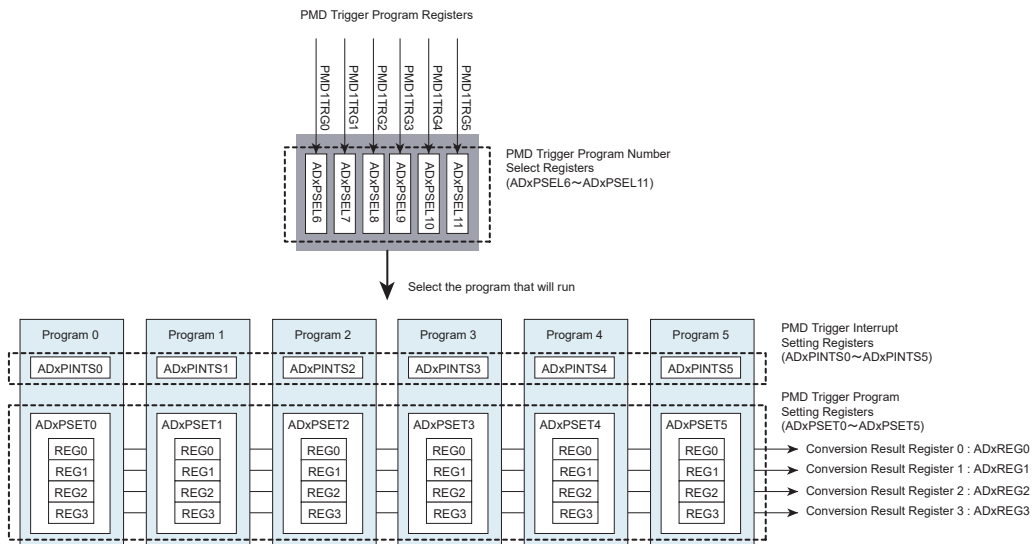 PMD Trigger Program Registers
PMD1TRG0
PMD1TRG1
PMD1TRG2
PMD1TRG3
PMD1TRG4
PMD1TRG5
ADxPSEL6
ADxPSEL7
ADxPSEL8
ADxPSEL9
ADxPSEL10
ADxPSEL11
PMD Trigger Program Number
Select Registers
(ADxPSEL6～ADxPSEL11)
Select the program that will run
Program 0
Program 1
Program 2
Program 3
Program 4
Program 5
ADxPINTS0
ADxPINTS1
ADxPINTS2
ADxPINTS3
ADxPINTS4
ADxPINTS5
PMD Trigger Interrupt
Setting Registers
(ADxPINTS0～ADxPINTS5)
PMD Trigger Program
Setting Registers
(ADxPSET0～ADxPSET5)
ADxPSET0
REG0
REG1
REG2
REG3
ADxPSET1
REG0
REG1
REG2
REG3
ADxPSET2
REG0
REG1
REG2
REG3
ADxPSET3
REG0
REG1
REG2
REG3
ADxPSET4
REG0
REG1
REG2
REG3
ADxPSET5
REG0
REG1
REG2
REG3
Conversion Result Register 0 : ADxREG0
Conversion Result Register 1 : ADxREG1
Conversion Result Register 2 : ADxREG2
Conversion Result Register 3 : ADxREG3